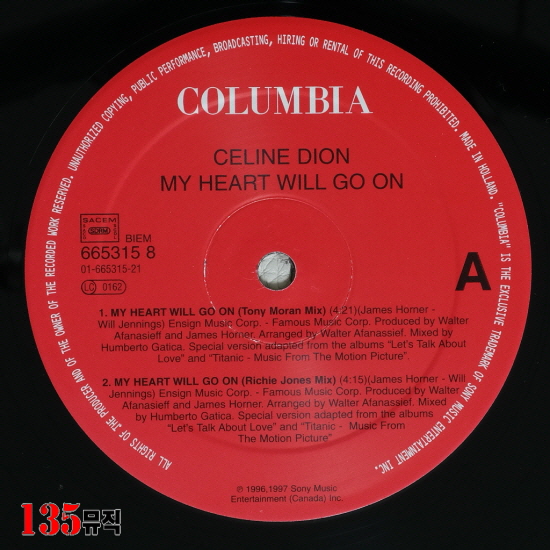 ALL RIGHTS OF THE PRODUCER AND OF THE OWNER OF THE RECORDED WORK RESERVED. UNAUTHORIZED COPYING, PUBLIC PERFORMANCE, BROADCASTING, HIRING OR RENTAL OF THIS RECORDING PROHIBITED. MADE IN HOLLAND. "COLUMBIA" IS THE EXCLUSIVE TRADEMARK OF SONY MUSIC ENTERTAINMENT INC.
COLUMBIA
CELINE DION
MY HEART WILL GO ON
SACEM
SDRM
BIEM
665315 8
01-665315-21
LC 0162
A
1. MY HEART WILL GO ON (Tony Moran Mix) (4:21)(James Horner -
Will Jennings) Ensign Music Corp. - Famous Music Corp. Produced by Walter
Afanasieff and James Horner. Arranged by Walter Afanassieff. Mixed by
Humberto Gatica. Special version adapted from the albums “Let's Talk About
Love” and “Titanic - Music From The Motion Picture”.
2. MY HEART WILL GO ON (Richie Jones Mix) (4:15)(James Horner - Will
Jennings) Ensign Music Corp. - Famous Music Corp. Produced by Walter
Afanasieff and James Horner. Arranged by Walter Afanasieff. Mixed
by Humberto Gatica. Special version adapted from the albums
“Let's Talk About Love” and “Titanic - Music From
The Motion Picture”
℗ 1996,1997 Sony Music
Entertainment (Canada) Inc.
135뮤직